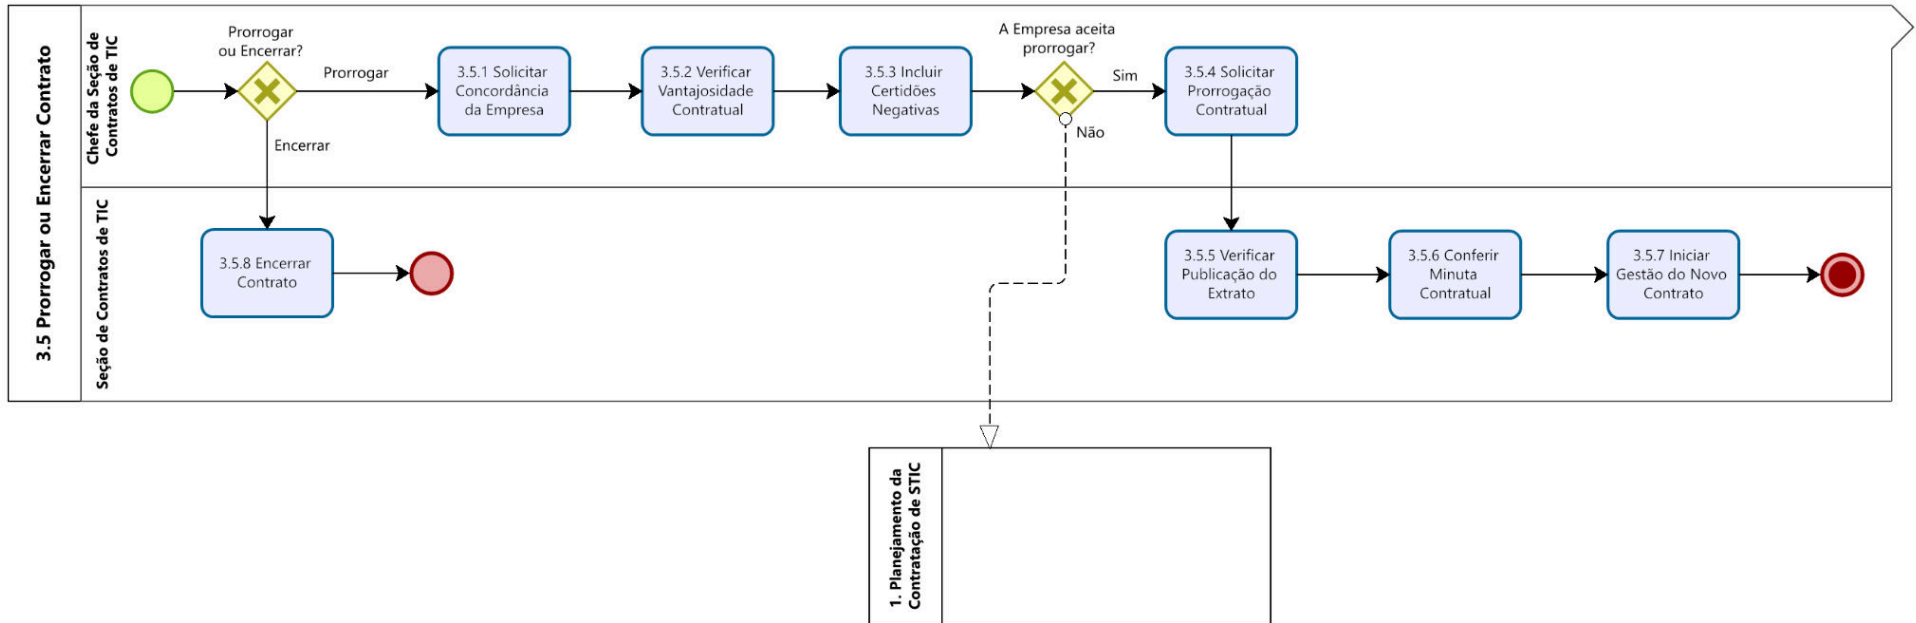 3.5 Prorrogar ou Encerrar Contrato
Chefe da Seção de
Contratos de TIC
Prorrogar
ou Encerrar?
Prorrogar
Encerrar
3.5.1 Solicitar
Concordância
da Empresa
3.5.2 Verificar
Vantajosidade
Contratual
3.5.3 Incluir
Certidões
Negativas
A Empresa aceita
prorrogar?
Sim
Não
3.5.4 Solicitar
Prorrogação
Contratual
Seção de Contratos de TIC
3.5.8 Encerrar
Contrato
3.5.5 Verificar
Publicação do
Extrato
3.5.6 Conferir
Minuta
Contratual
3.5.7 Iniciar
Gestão do Novo
Contrato
1. Planejamento da
Contratação de STIC